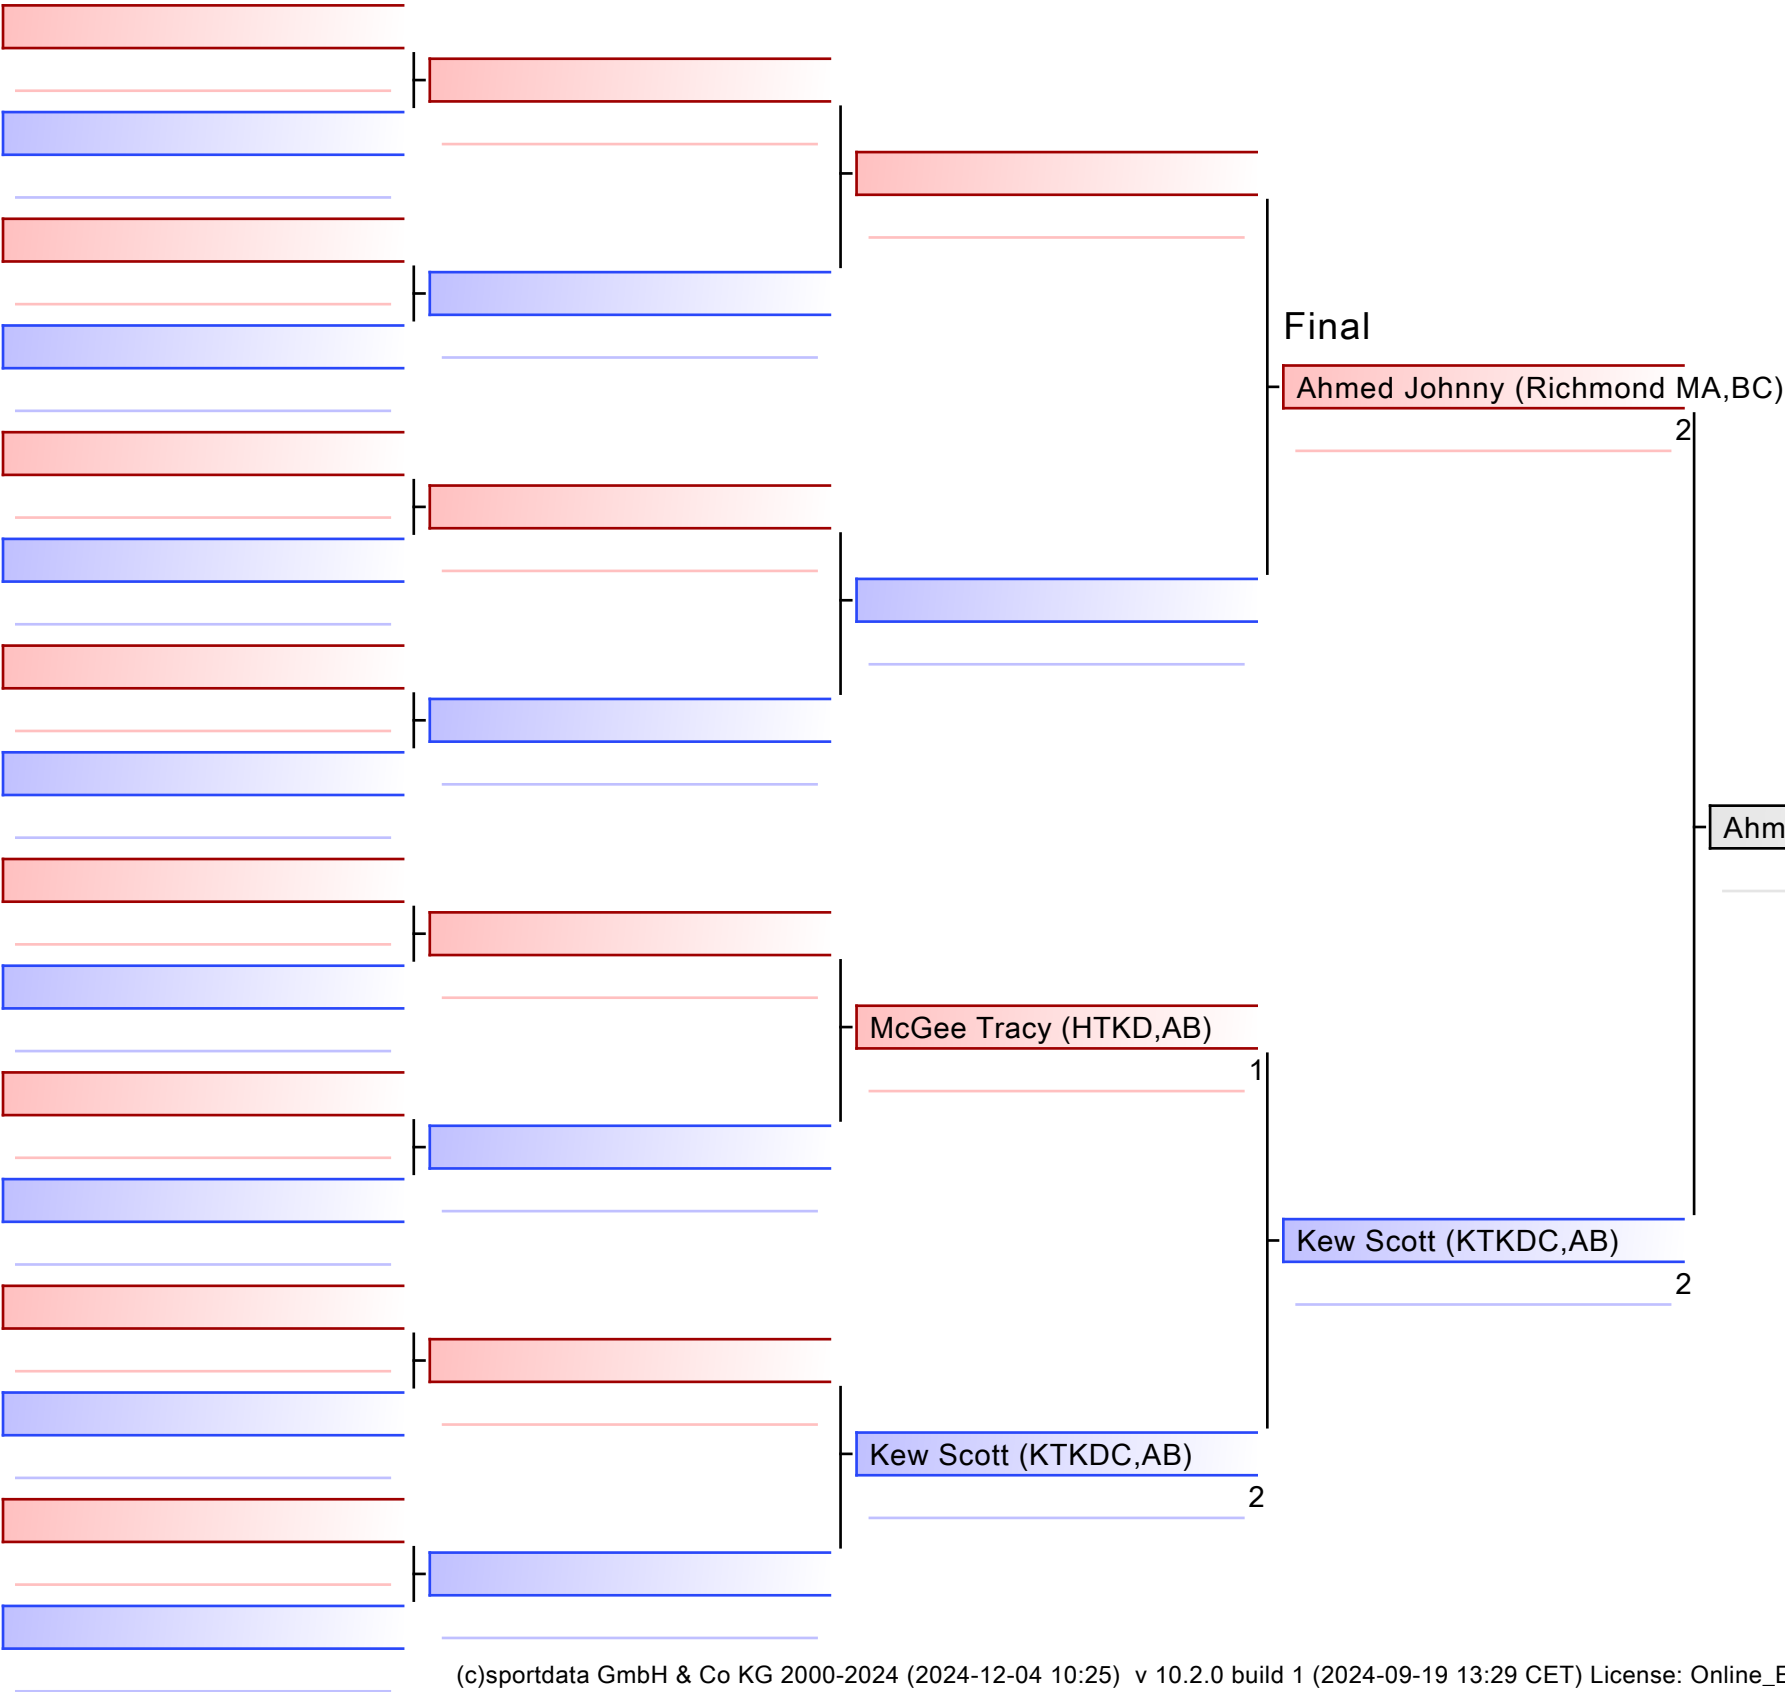 Final
Ahmed Johnny (Richmond MA,BC)
2
Ahm
McGee Tracy (HTKD,AB)
1
Kew Scott (KTKDC,AB)
2
Kew Scott (KTKDC,AB)
2
(c)sportdata GmbH & Co KG 2000-2024 (2024-12-04 10:25) v 10.2.0 build 1 (2024-09-19 13:29 CET) License: Online_E